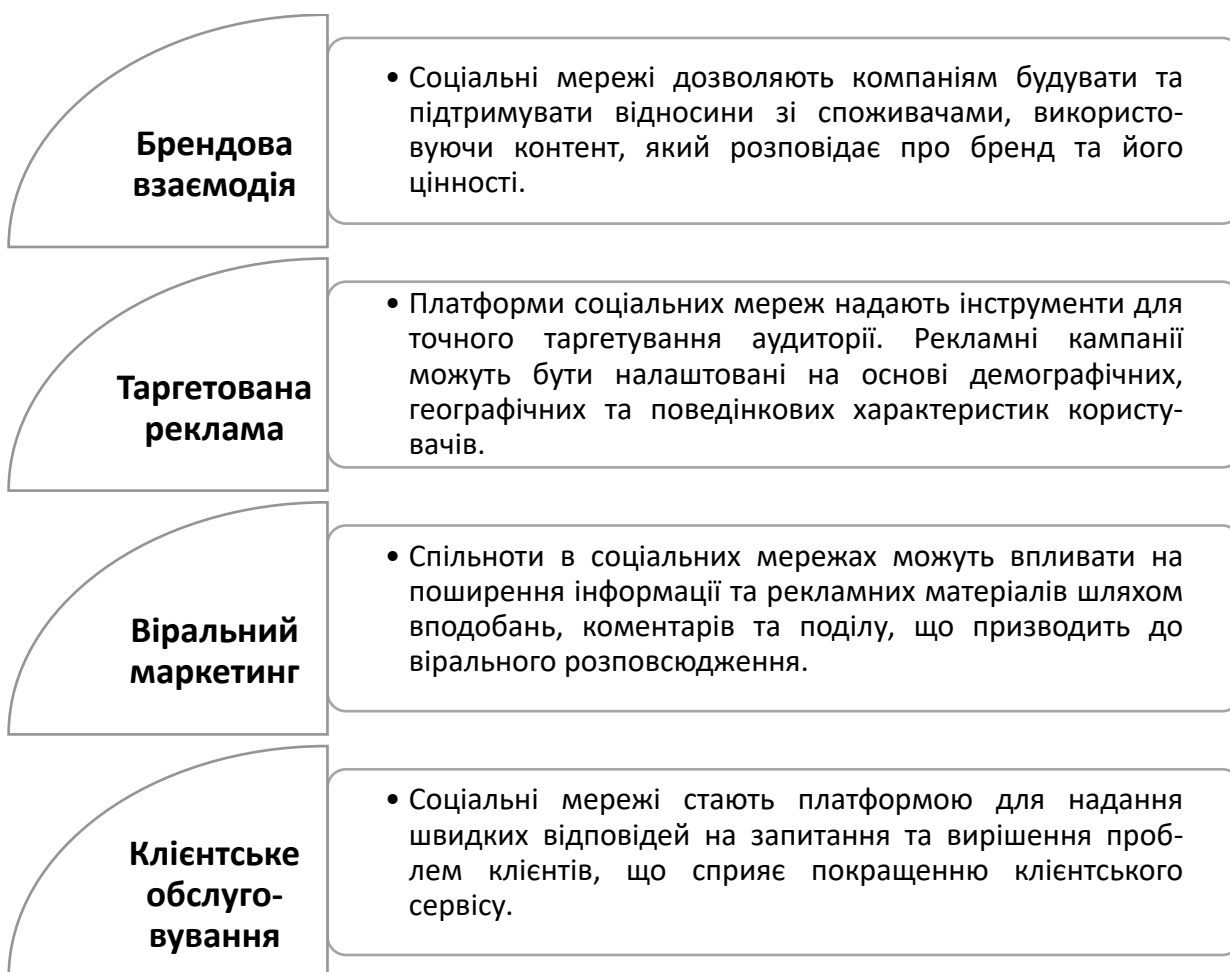 Брендова
взаємодія
• Соціальні мережі дозволяють компаніям будувати та
підтримувати відносини зі споживачами, використо-
вуючи контент, який розповідає про бренд та його
цінності.
Таргетована
реклама
• Платформи соціальних мереж надають інструменти для
точного таргетування аудиторії. Рекламні кампанії
можуть бути налаштовані на основі демографічних,
географічних та поведінкових характеристик користу-
вачів.
Віральний
маркетинг
• Спільноти в соціальних мережах можуть впливати на
поширення інформації та рекламних матеріалів шляхом
вподобань, коментарів та поділу, що призводить до
вірального розповсюдження.
Клієнтське
обслуго-
вування
• Соціальні мережі стають платформою для надання
швидких відповідей на запитання та вирішення проб-
лем клієнтів, що сприяє покращенню клієнтського
сервісу.